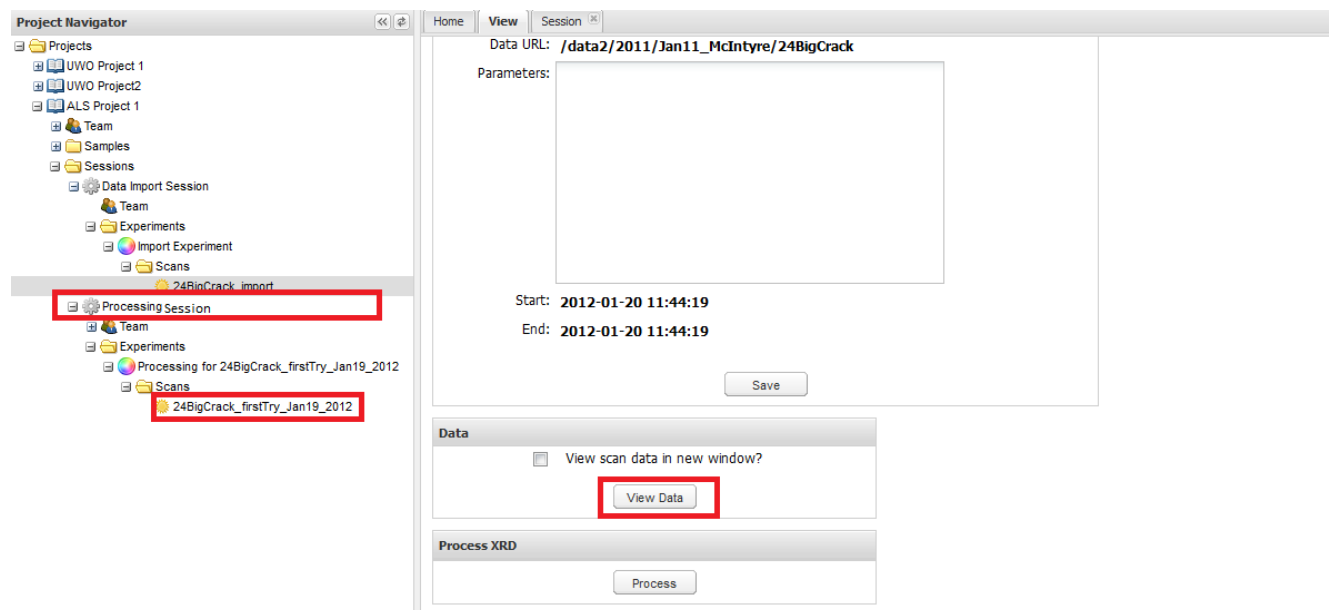 Project Navigator
Projects
UWO Project 1
UWO Project2
ALS Project 1
Team
Samples
Sessions
Data Import Session
Team
Experiments
Import Experiment
Scans
24BigCrack_import
Processing Session
Team
Experiments
Processing for 24BigCrack_firstTry_Jan19_2012
Scans
24BigCrack_firstTry_Jan19_2012
Home View Session
Data URL: /data2/2011/Jan11_McIntyre/24BigCrack
Parameters:
Start: 2012-01-20 11:44:19
End: 2012-01-20 11:44:19
Save
Data
View scan data in new window?
View Data
Process XRD
Process